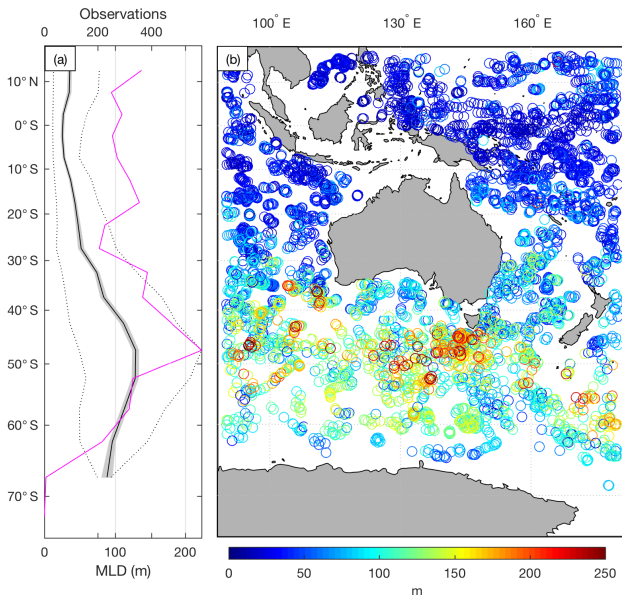 Observations
0 200 350 400
100° E 130° E 160° E
(a) (b)
10° N
0° S
10° S
20° S
30° S
40° S
50° S
60° S
70° S
0 100 200
MLD (m)
0 50 100 150 200 250
m